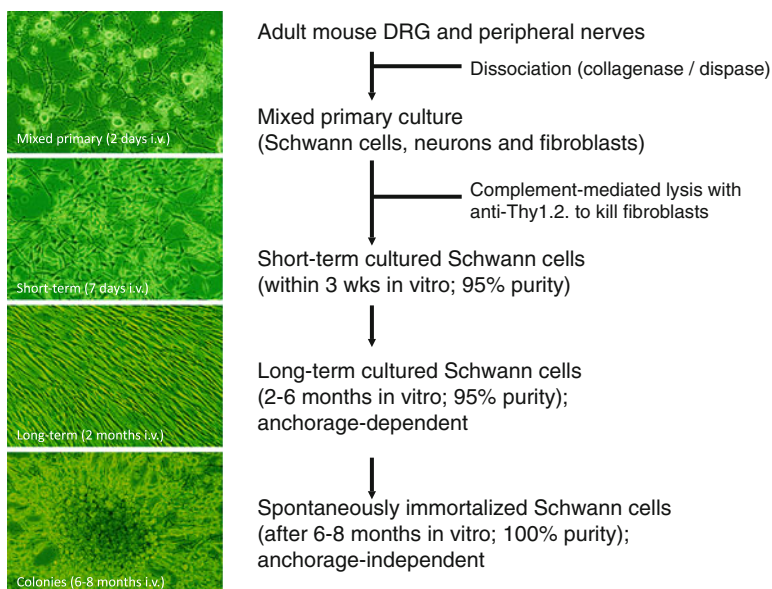 Adult mouse DRG and peripheral nerves
Dissociation (collagenase / dispase)
Mixed primary culture
(Schwann cells, neurons and fibroblasts)
Mixed primary (2 days i.v.)
Complement-mediated lysis with
anti-Thy1.2. to kill fibroblasts
Short-term cultured Schwann cells
(within 3 wks in vitro; 95% purity)
Short-term (7 days i.v.)
Long-term cultured Schwann cells
(2-6 months in vitro; 95% purity);
anchorage-dependent
Long-term (2 months i.v.)
Spontaneously immortalized Schwann cells
(after 6-8 months in vitro; 100% purity);
anchorage-independent
Colonies (6-8 months i.v.)